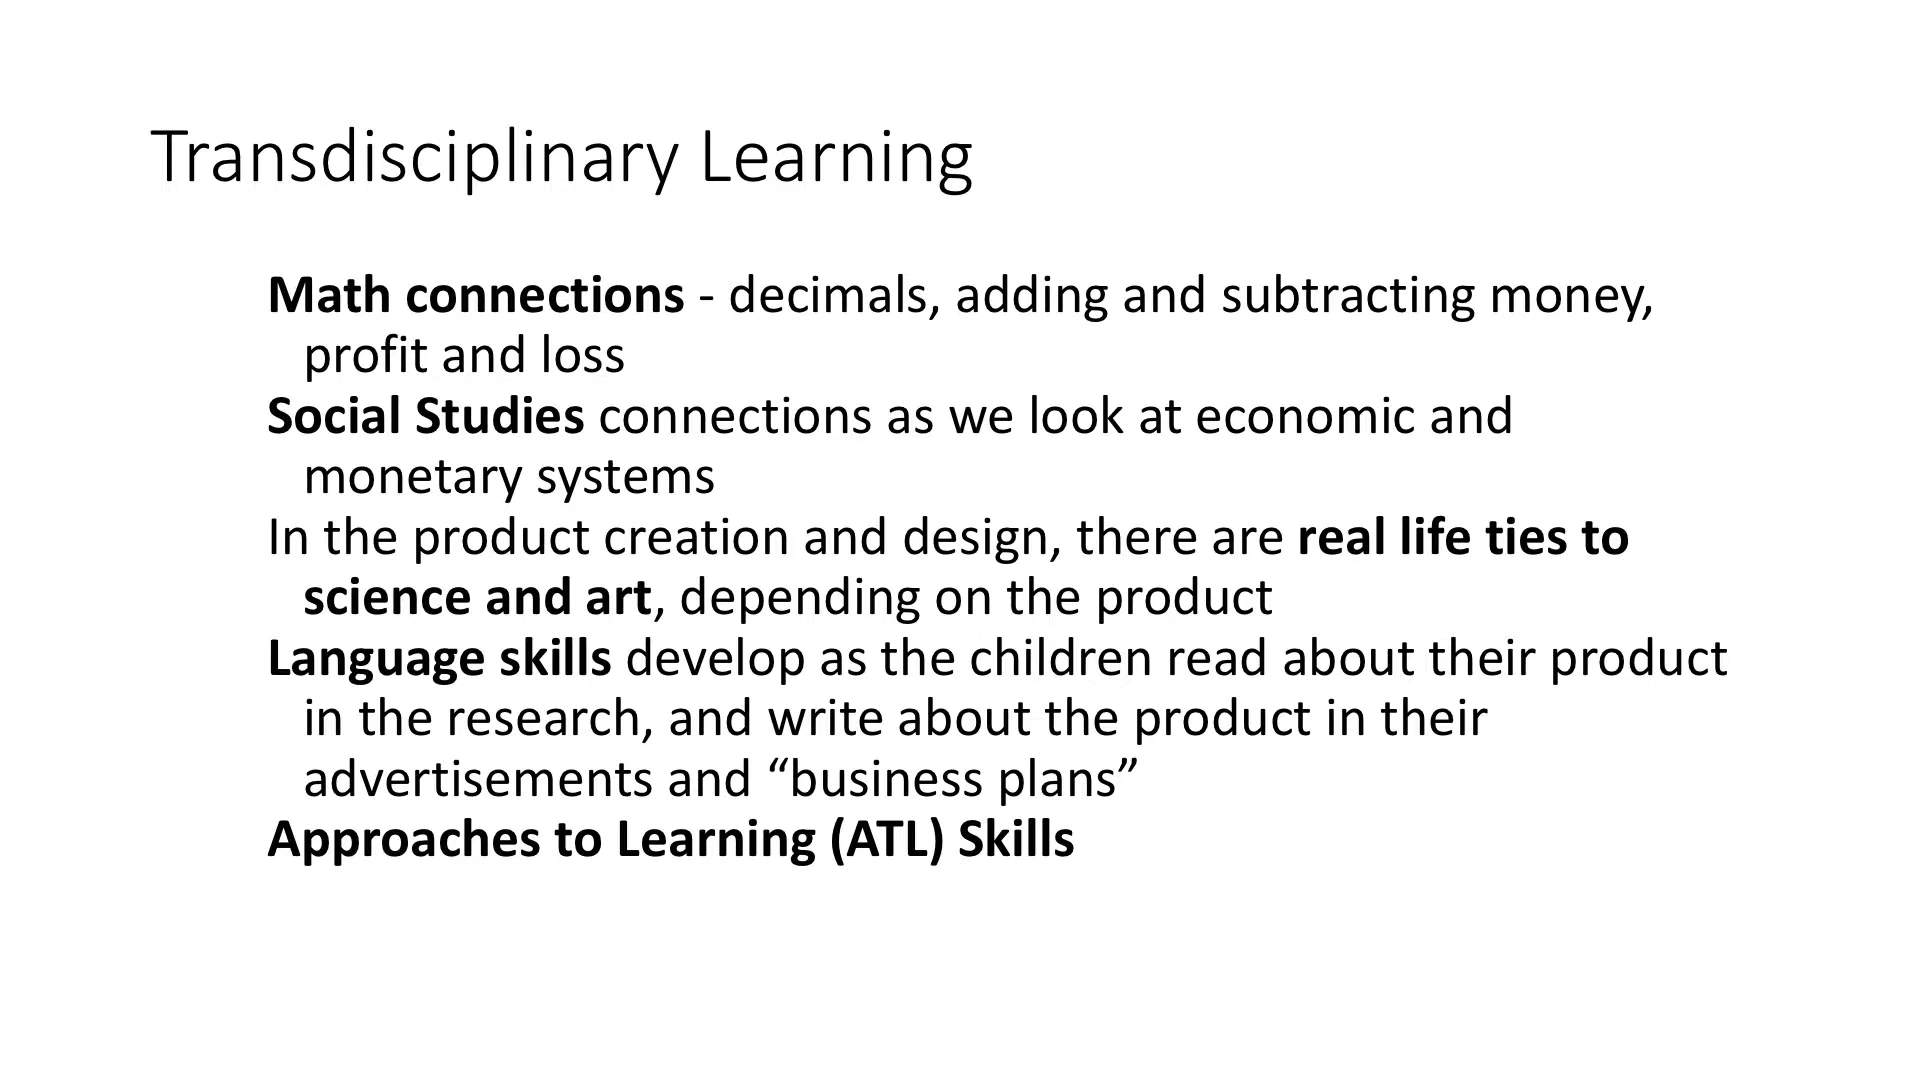 Transdisciplinary Learning
Math connections - decimals, adding and subtracting money,
profit and loss
Social Studies connections as we look at economic and
monetary systems
In the product creation and design, there are real life ties to
science and art, depending on the product
Language skills develop as the children read about their product
in the research, and write about the product in their
advertisements and “business plans”
Approaches to Learning (ATL) Skills